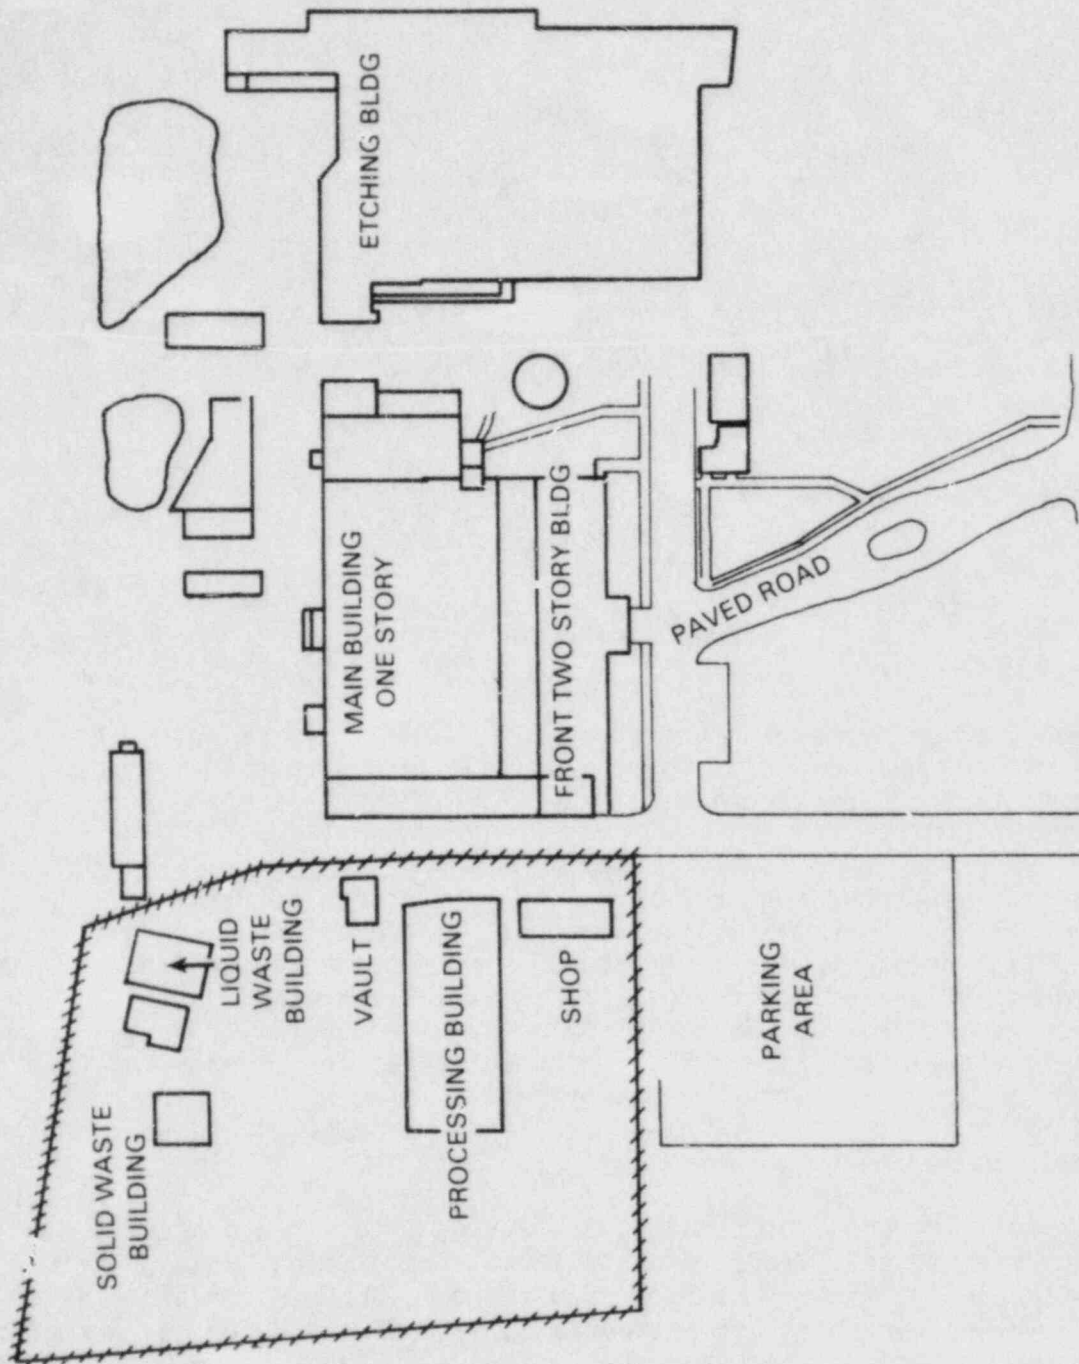 SOLID WASTE
BUILDING
LIQUID
WASTE
BUILDING
VAULT
PROCESSING BUILDING
SHOP
PARKING
AREA
MAIN BUILDING
ONE STORY
FRONT TWO STORY BLDG
PAVED ROAD
ETCHING BLDG